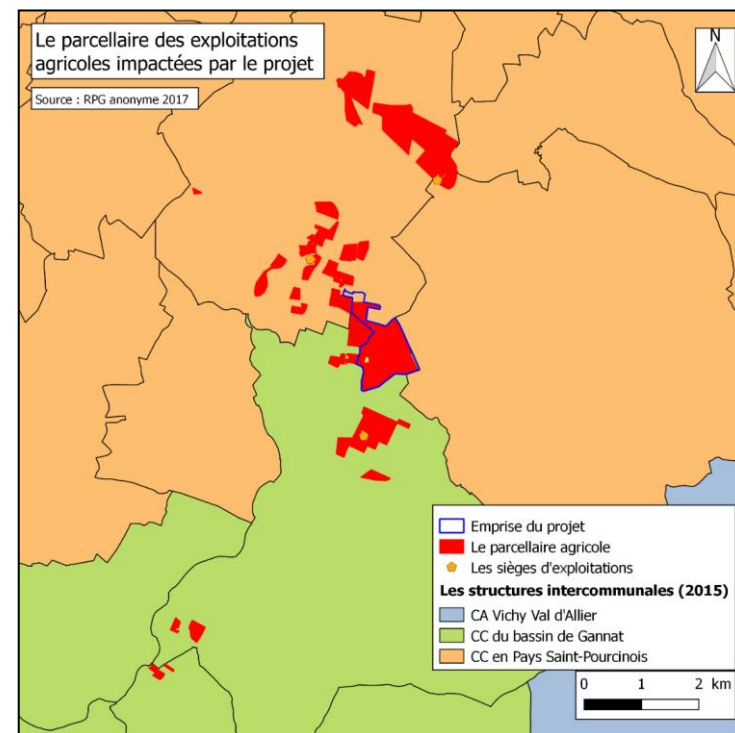 Le parcellaire des exploitations
agricoles impactées par le projet
Source : RPG anonyme 2017
N
Emprise du projet
Le parcellaire agricole
Les sièges d'exploitations
Les structures intercommunales (2015)
CA Vichy Val d'Allier
CC du bassin de Gannat
CC en Pays Saint-Pourcinois
0 1 2 km